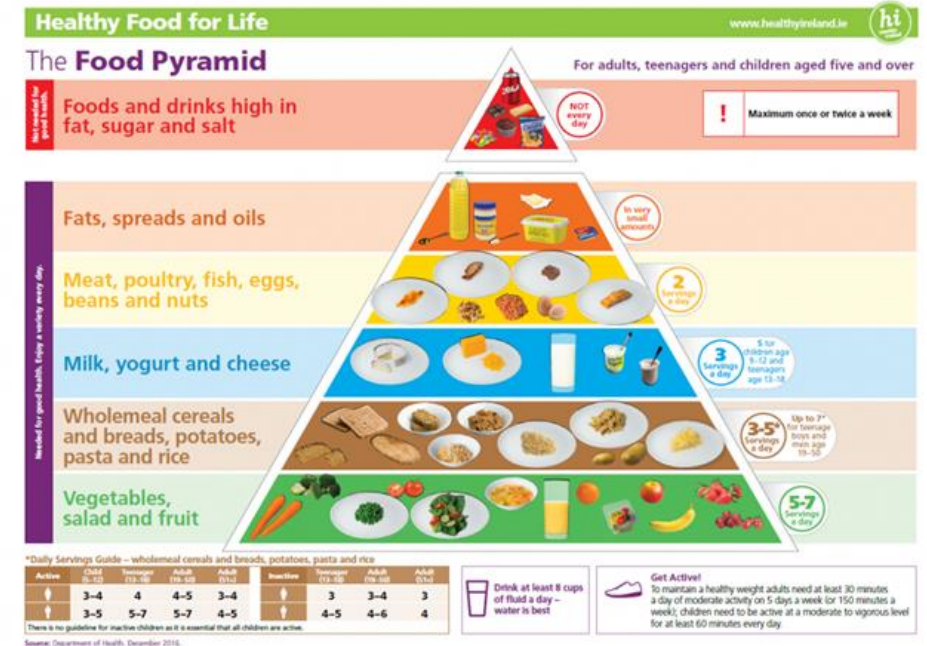 Healthy Food for Life
www.healthyireland.ie
hi
The Food Pyramid
For adults, teenagers and children aged five and over
Not needed for
good health.
Foods and drinks high in
fat, sugar and salt
NOT
every
day
!
Maximum once or twice a week
Needed for good health. Enjoy a variety every day.
Fats, spreads and oils
In very
small
amounts
Meat, poultry, fish, eggs,
beans and nuts
2
Servings
a day
Milk, yogurt and cheese
3
Servings
a day
5 for
children age
9–12 and
teenagers
age 13–18
Wholemeal cereals
and breads, potatoes,
pasta and rice
3-5*
Servings
a day
Up to 7*
for teenage
boys and
men age
19–50
Vegetables,
salad and fruit
5-7
Servings
a day
*Daily Servings Guide – wholemeal cereals and breads, potatoes, pasta and rice
Active Child (5–12) Teenager (13–18) Adult (19–50) Adult (51+)
3–4 4 4–5 3–4
3–5 5–7 5–7 4–5
Inactive Teenager (13–18) Adult (19–50) Adult (51+)
3 3–4 3
4–5 4–6 4
There is no guideline for inactive children as it is essential that all children are active.
Drink at least 8 cups
of fluid a day –
water is best
Get Active!
To maintain a healthy weight adults need at least 30 minutes
a day of moderate activity on 5 days a week (or 150 minutes a
week); children need to be active at a moderate to vigorous level
for at least 60 minutes every day.
Source: Department of Health. December 2016.